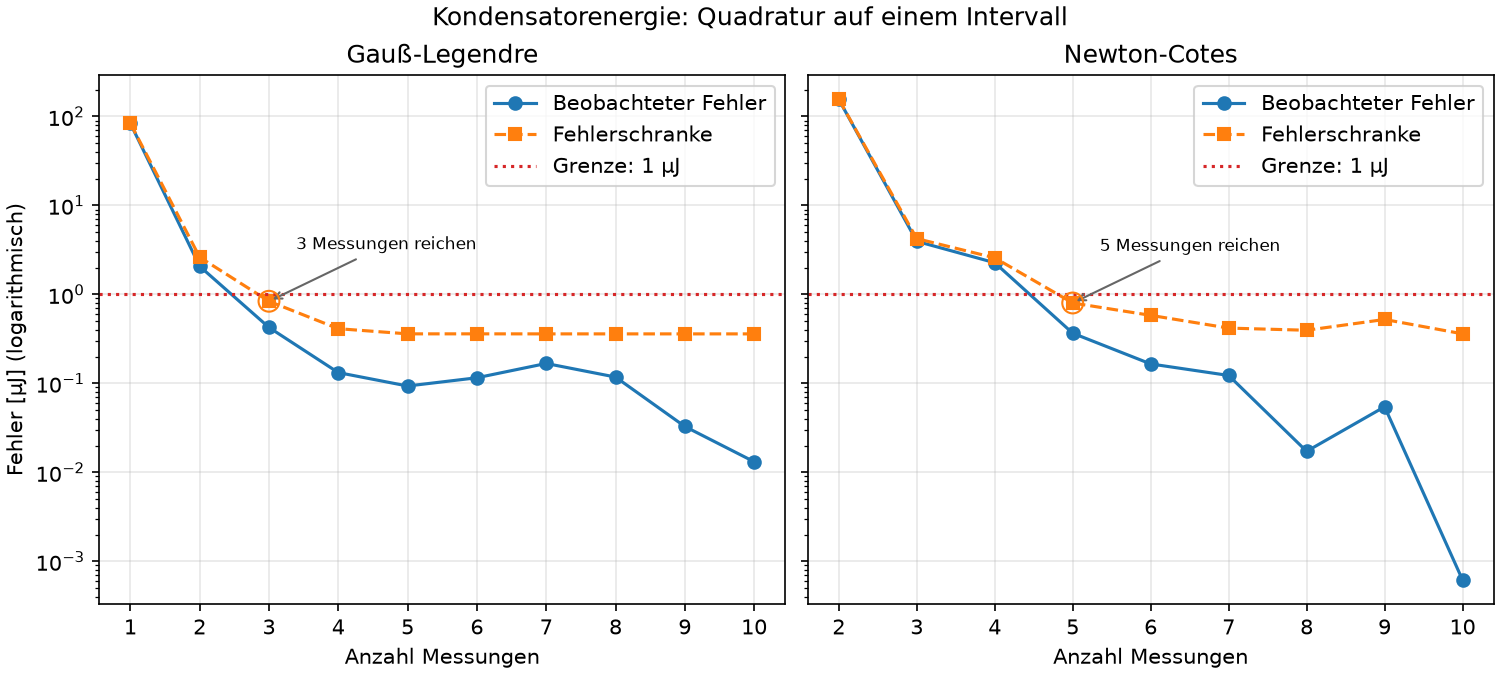 Kondensatorenergie: Quadratur auf einem Intervall
Gauß-Legendre
Newton-Cotes
Fehler [µJ] (logarithmisch)
10²
10¹
10⁰
10⁻¹
10⁻²
10⁻³
Beobachteter Fehler
Fehlerschranke
Grenze: 1 µJ
3 Messungen reichen
1 2 3 4 5 6 7 8 9 10
Anzahl Messungen
Beobachteter Fehler
Fehlerschranke
Grenze: 1 µJ
5 Messungen reichen
2 3 4 5 6 7 8 9 10
Anzahl Messungen